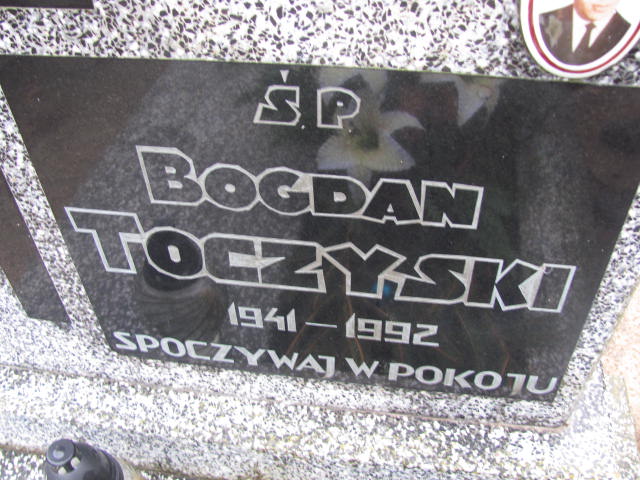 Ś.P
BOGDAN
TOCZYSKI
1941 - 1992
SPOCZYWAJ W POKOJU